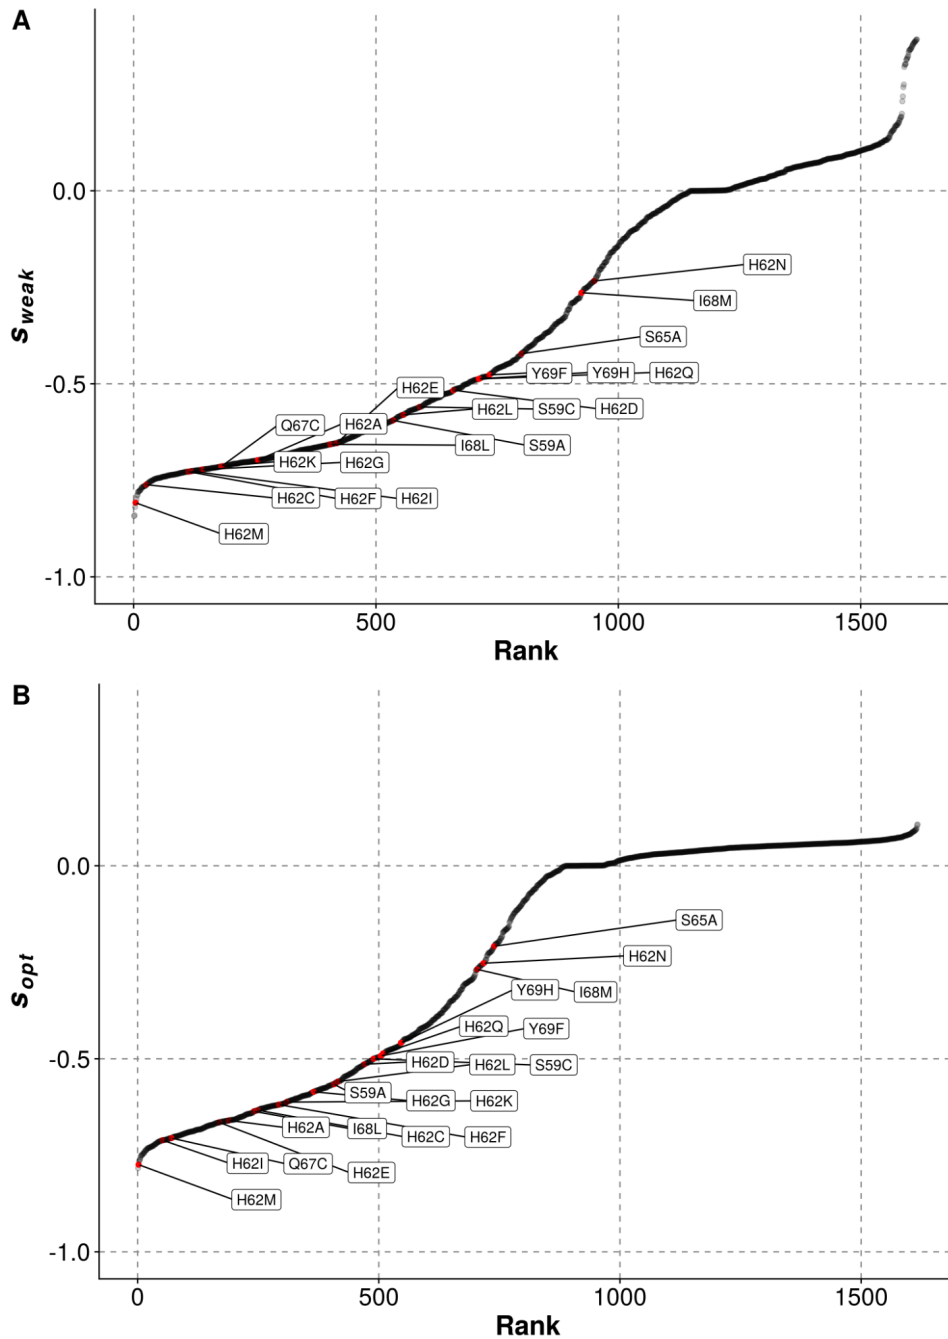 A
0.0
H62N
I68M
s weak
S65A
Y69F Y69H H62Q
-0.5
H62E
H62L S59C H62D
Q67C H62A
I68L S59A
H62K H62G
H62C H62F H62I
H62M
-1.0
0 500 1000 1500
Rank
B
0.0
S65A
H62N
s opt
Y69H I68M
H62Q Y69F
-0.5
H62D H62L S59C
S59A
H62G H62K
H62A I68L
H62C H62F
H62I Q67C
H62E
H62M
-1.0
0 500 1000 1500
Rank